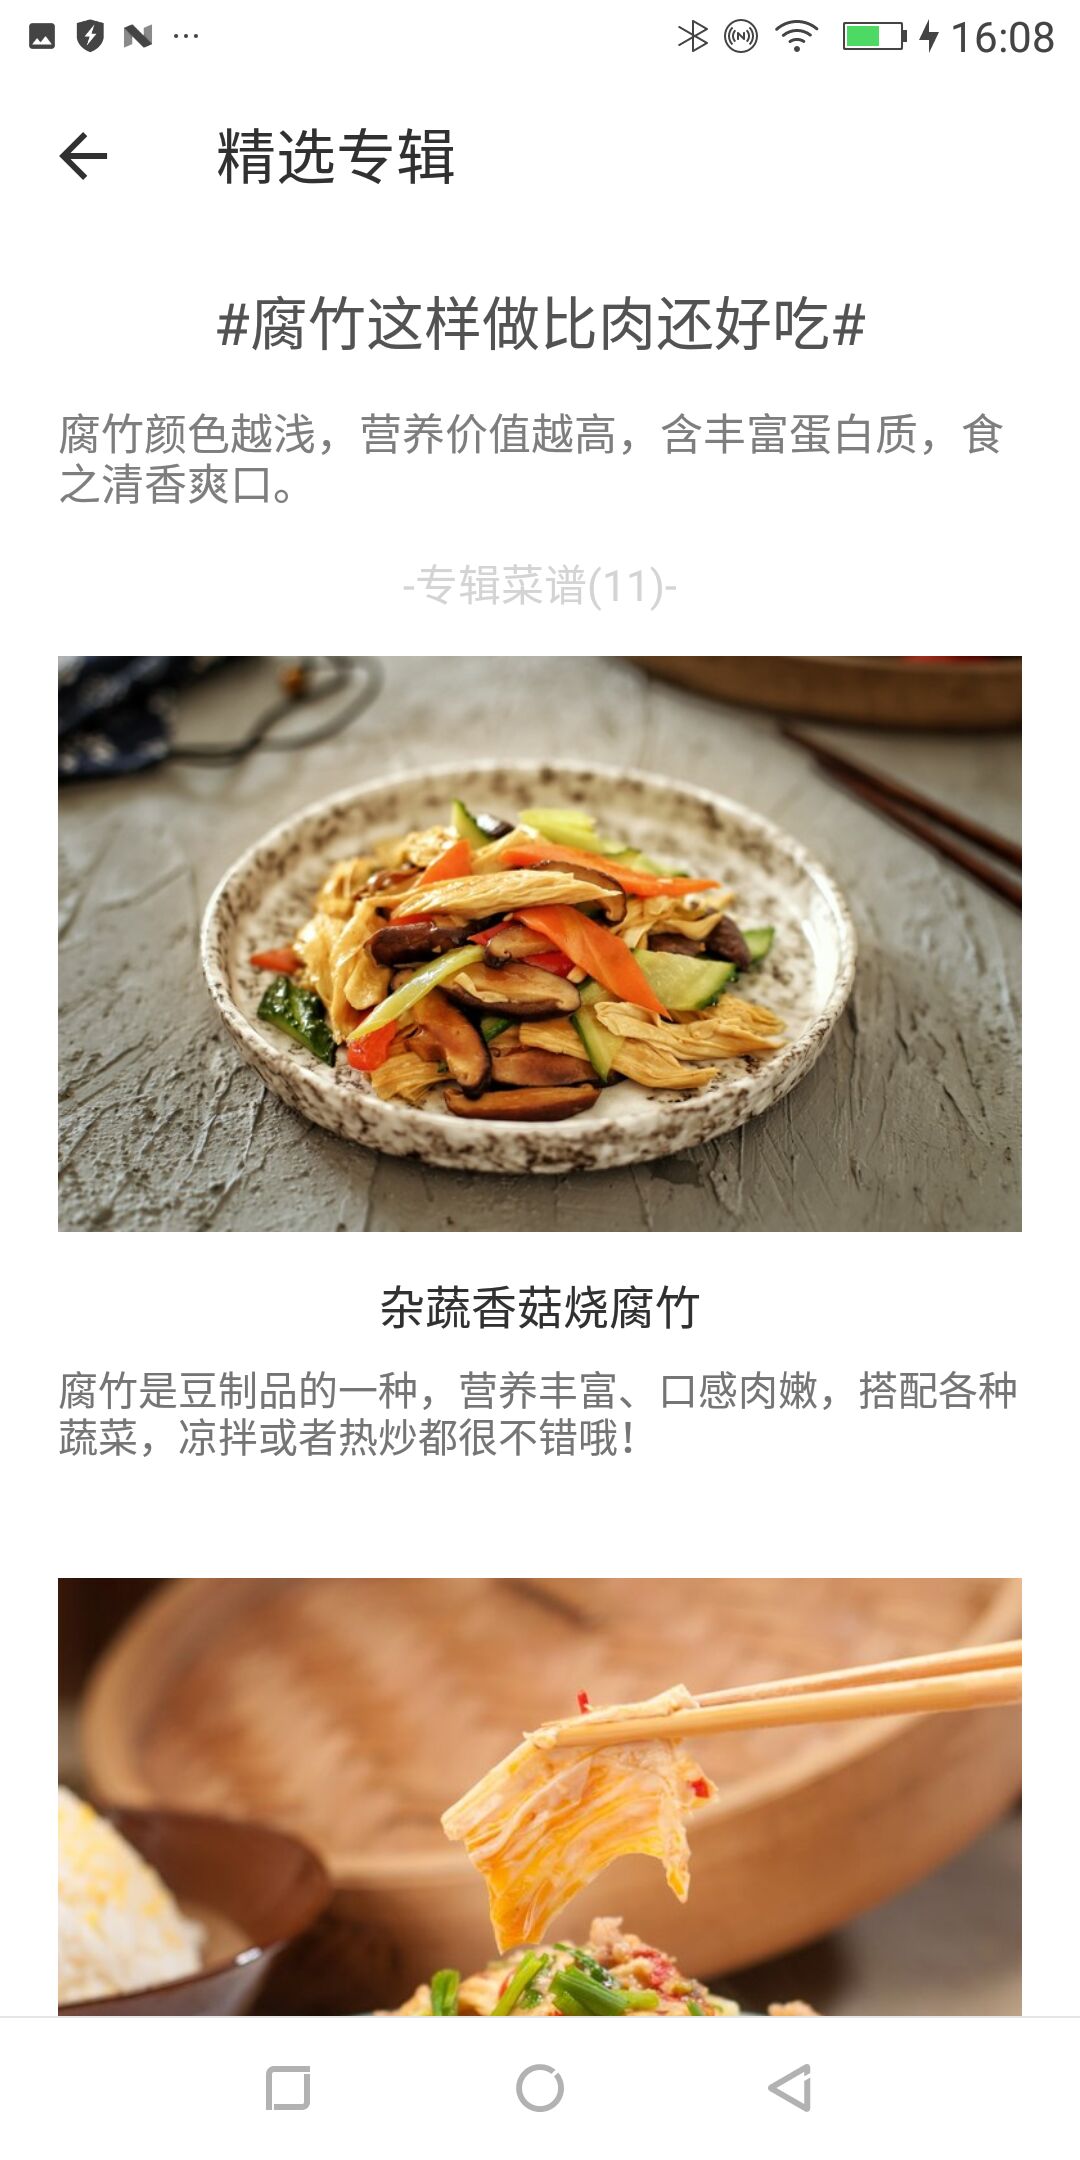 16:08
精选专辑
#腐竹这样做比肉还好吃#
腐竹颜色越浅，营养价值越高，含丰富蛋白质，食
之清香爽口。
-专辑菜谱(11)-
杂蔬香菇烧腐竹
腐竹是豆制品的一种，营养丰富、口感肉嫩，搭配各种
蔬菜，凉拌或者热炒都很不错哦！